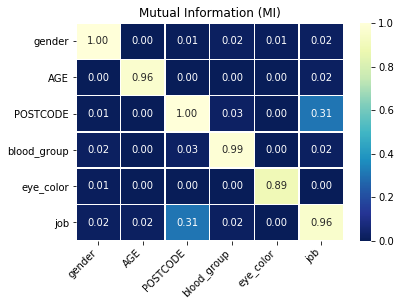 Mutual Information (MI)
gender 1.00 0.00 0.01 0.02 0.01 0.02
AGE 0.00 0.96 0.00 0.00 0.00 0.02
POSTCODE 0.01 0.00 1.00 0.03 0.00 0.31
blood_group 0.02 0.00 0.03 0.99 0.00 0.02
eye_color 0.01 0.00 0.00 0.00 0.89 0.00
job 0.02 0.02 0.31 0.02 0.00 0.96
gender AGE POSTCODE blood_group eye_color job
1.0
0.8
0.6
0.4
0.2
0.0